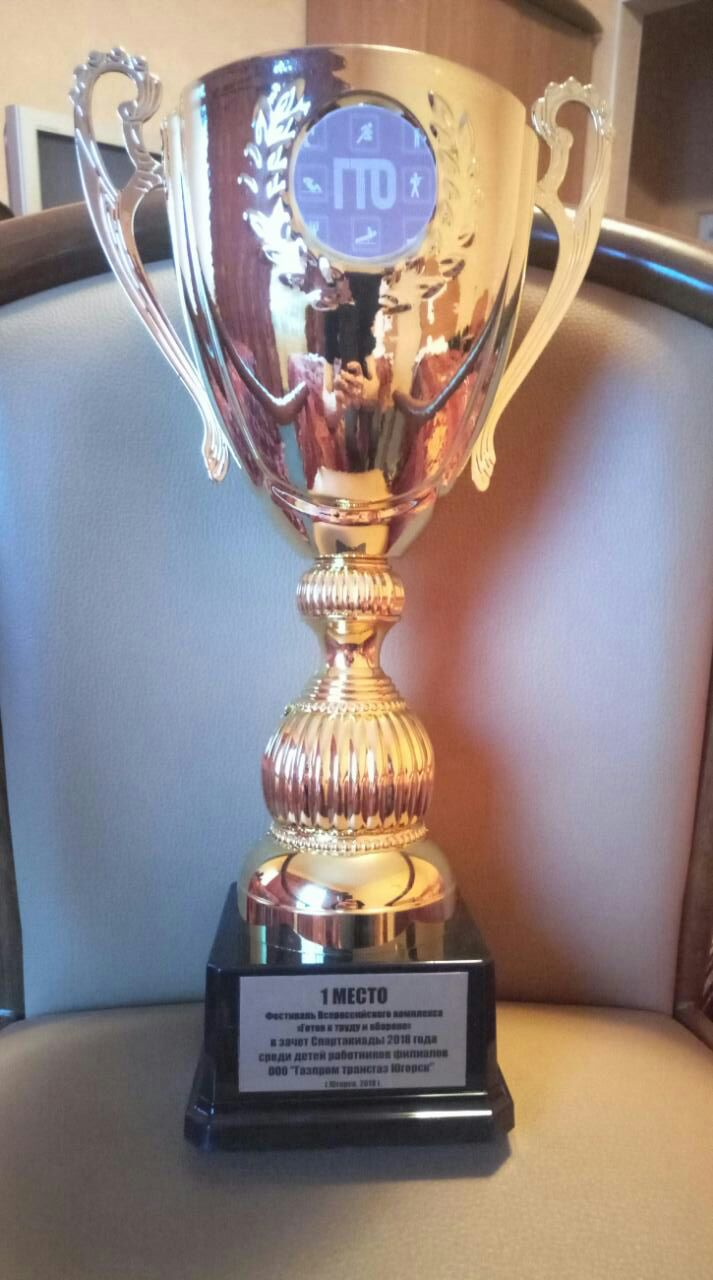 ГТО
1 МЕСТО
Фестиваль Всероссийского комплекса
«Готов к труду и обороне»
в зачет Спартакиады 2018 года
среди детей работников филиалов
ООО "Газпром трансгаз Югорск"
г.Югорск, 2018 г.